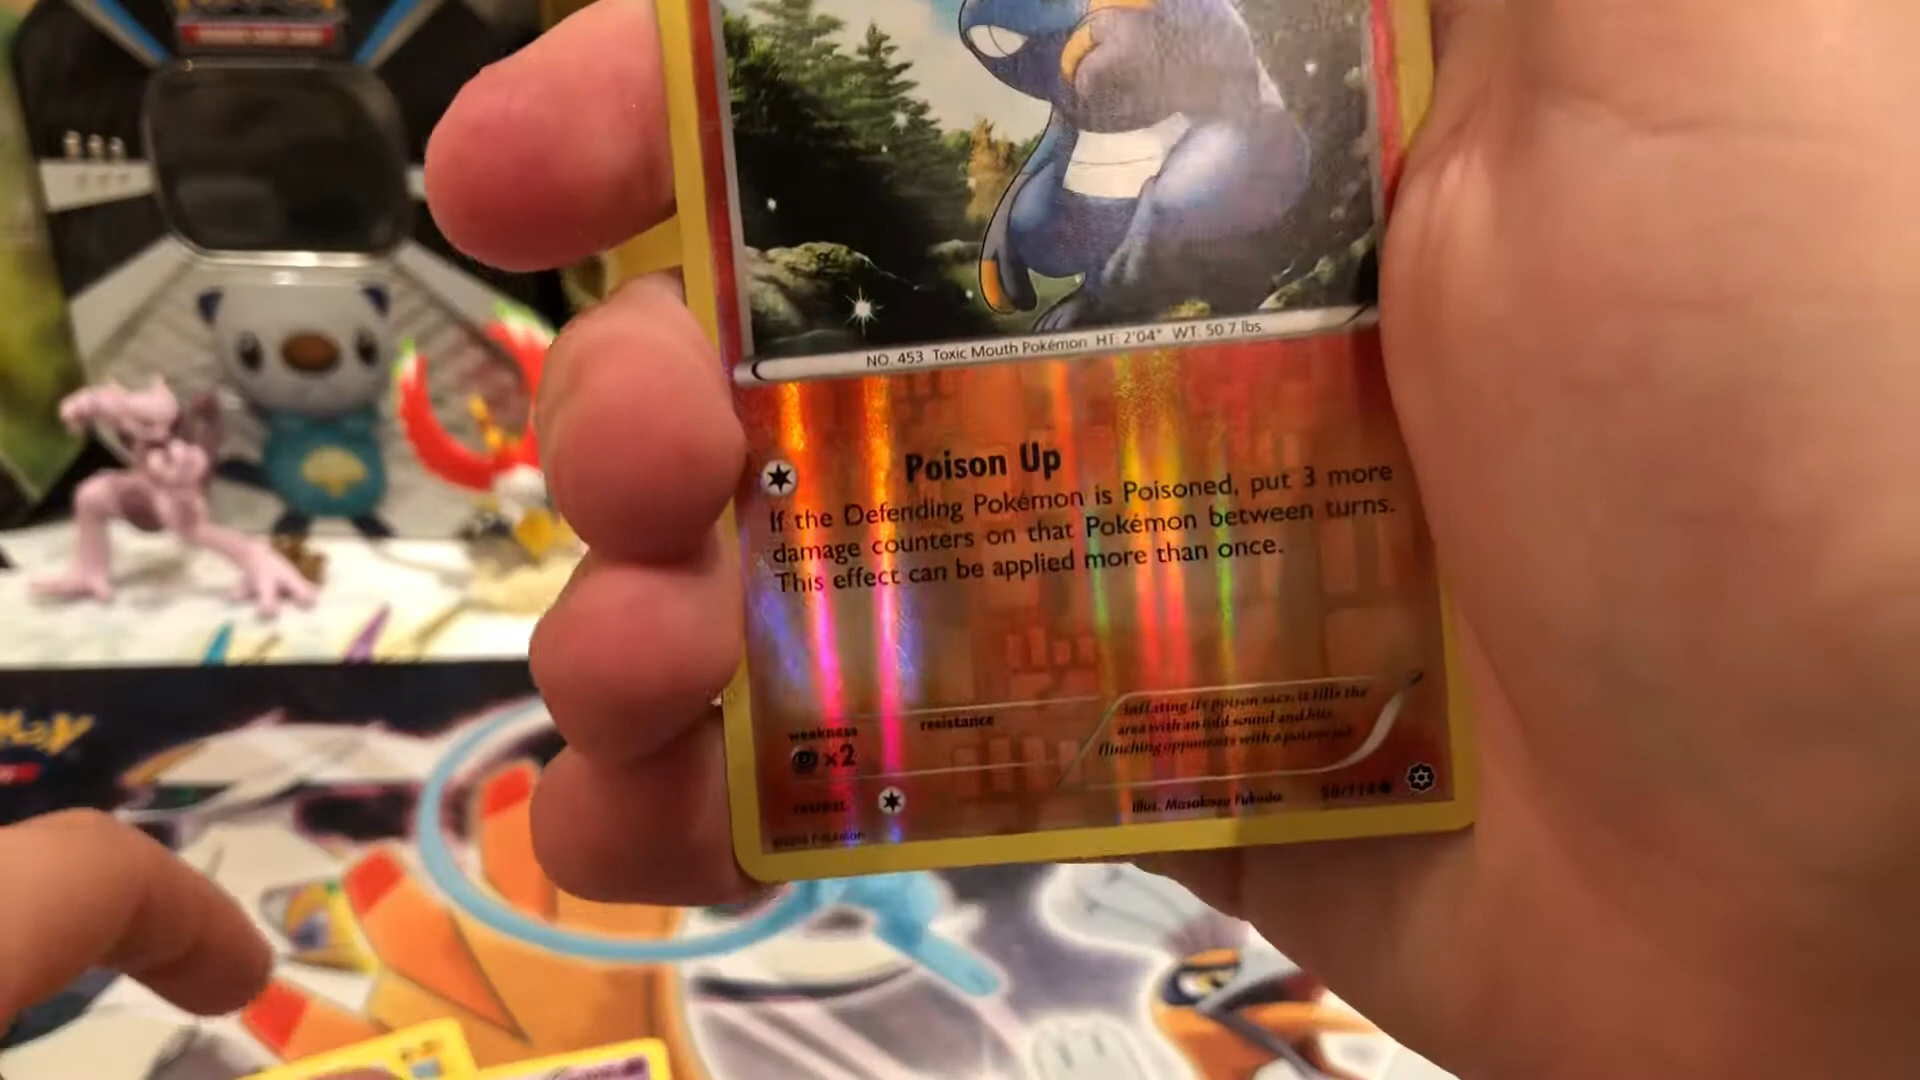 NO. 453 Toxic Mouth Pokémon HT: 2'04" WT: 50.7 lbs.
Poison Up
If the Defending Pokémon is Poisoned, put 3 more
damage counters on that Pokémon between turns.
This effect can be applied more than once.
weakness
×2
resistance
Inflating its poison sacs, it fills the
area with an odd sound and hits
flinching opponents with a poison jab.
retreat
Illus. Masakazu Fukuda